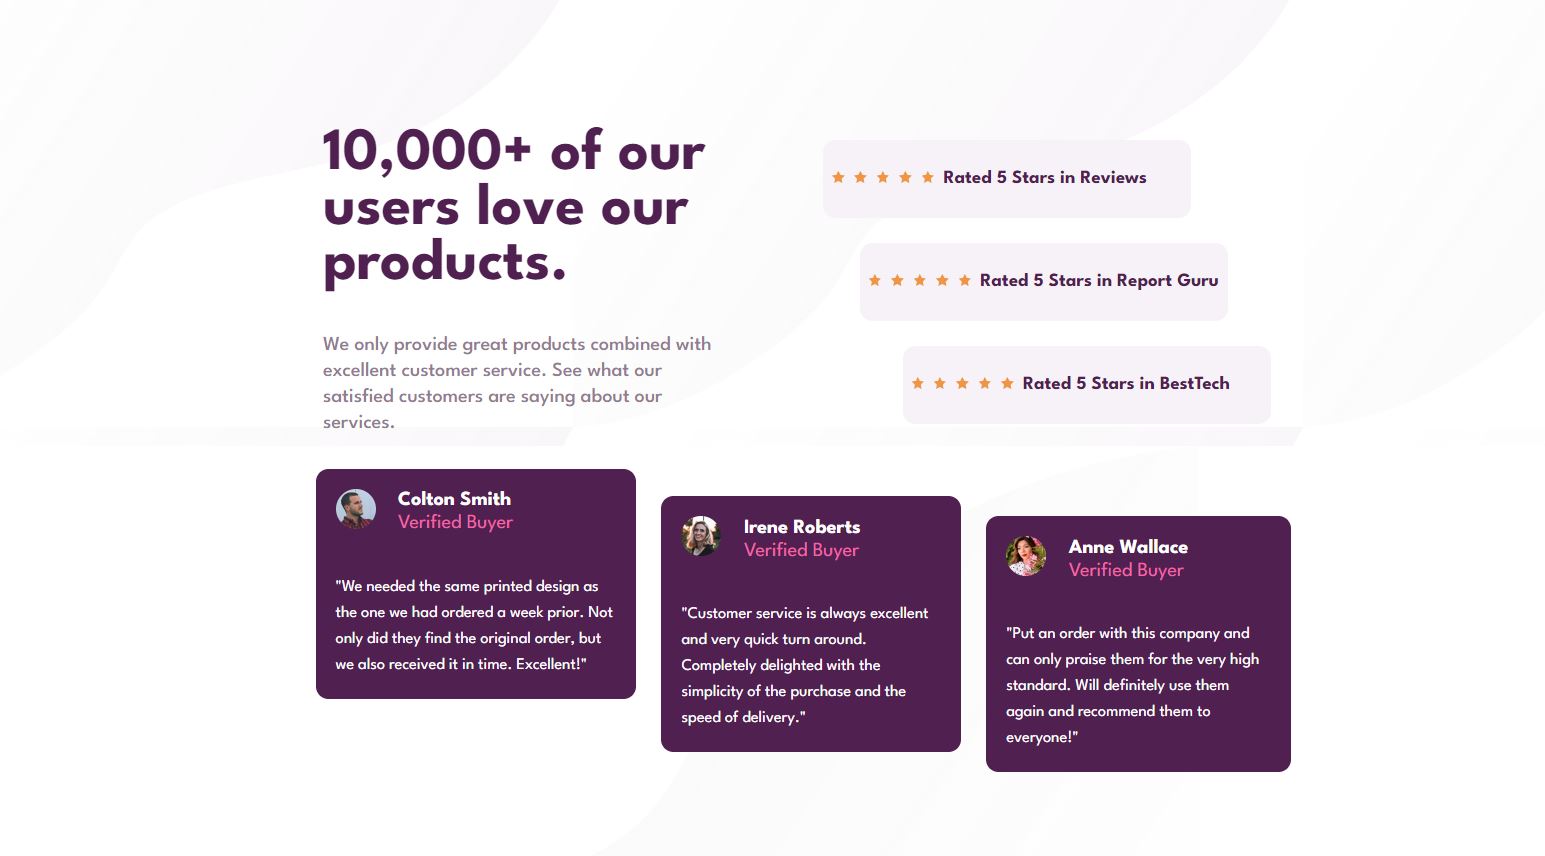 10,000+ of our
users love our
products.
We only provide great products combined with
excellent customer service. See what our
satisfied customers are saying about our
services.
Rated 5 Stars in Reviews
Rated 5 Stars in Report Guru
Rated 5 Stars in BestTech
Colton Smith
Verified Buyer
"We needed the same printed design as
the one we had ordered a week prior. Not
only did they find the original order, but
we also received it in time. Excellent!"
Irene Roberts
Verified Buyer
"Customer service is always excellent
and very quick turn around.
Completely delighted with the
simplicity of the purchase and the
speed of delivery."
Anne Wallace
Verified Buyer
"Put an order with this company and
can only praise them for the very high
standard. Will definitely use them
again and recommend them to
everyone!"